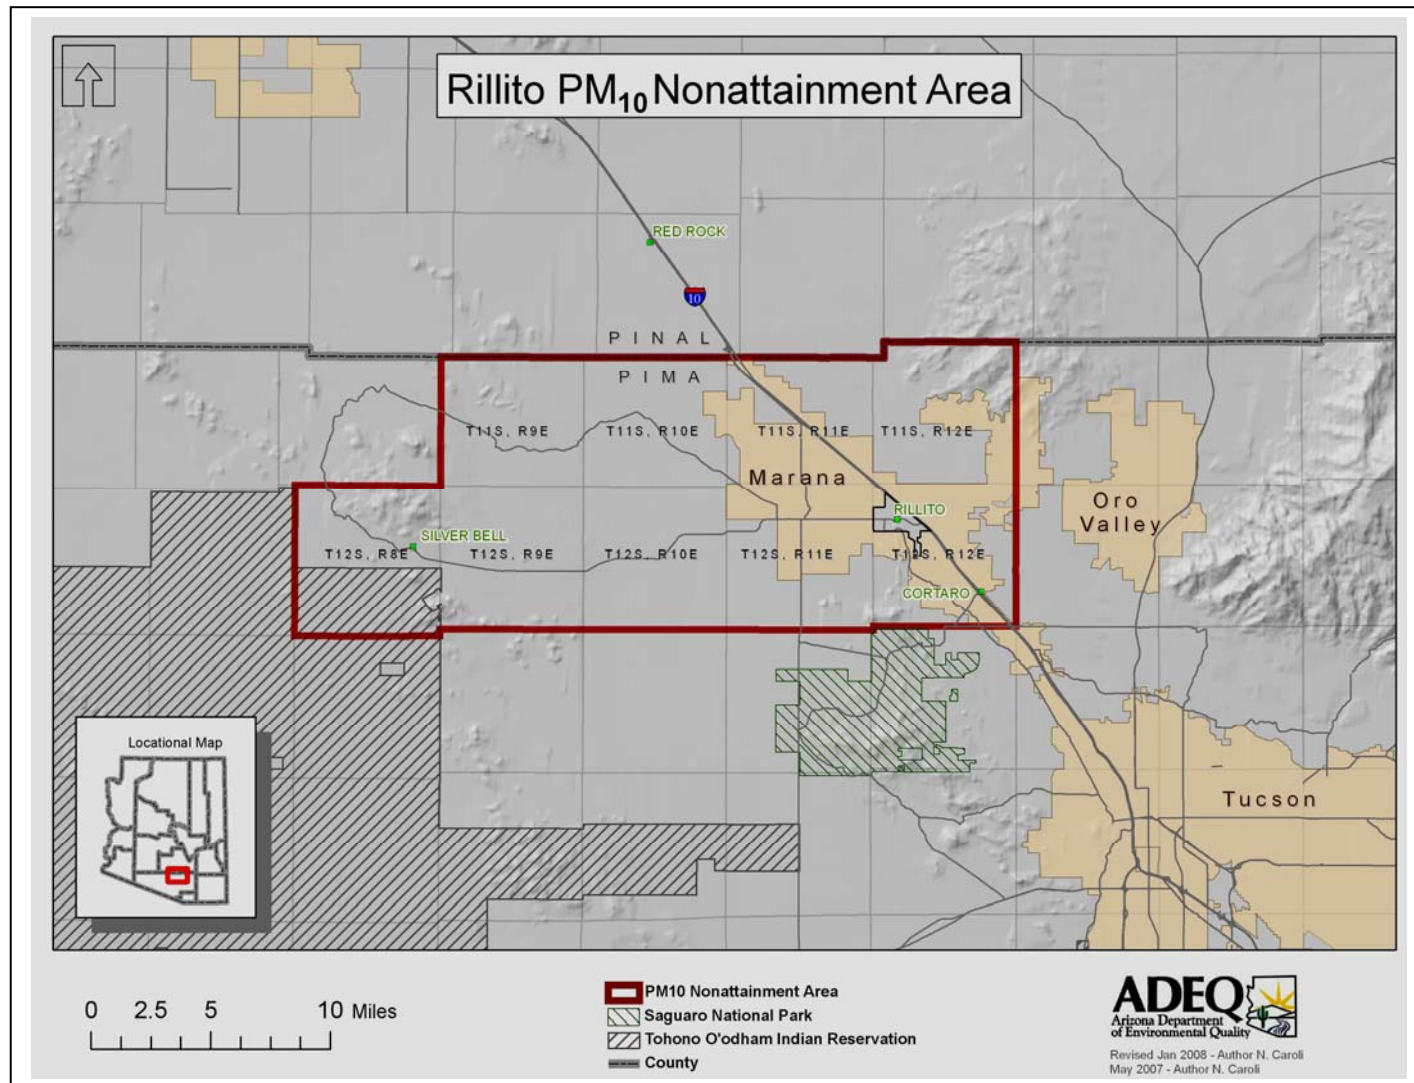 Rillito PM₁₀ Nonattainment Area
RED ROCK
10
PINAL
PIMA
T11S, R9E
T11S, R10E
T11S, R11E
T11S, R12E
Marana
Oro
Valley
RILLITO
SILVER BELL
T12S, R8E
T12S, R9E
T12S, R10E
T12S, R11E
T12S, R12E
CORTARO
Locational Map
Tucson
0 2.5 5 10 Miles
PM10 Nonattainment Area
Saguaro National Park
Tohono O'odham Indian Reservation
County
ADEQ
Arizona Department
of Environmental Quality
Revised Jan 2008 - Author N. Caroli
May 2007 - Author N. Caroli